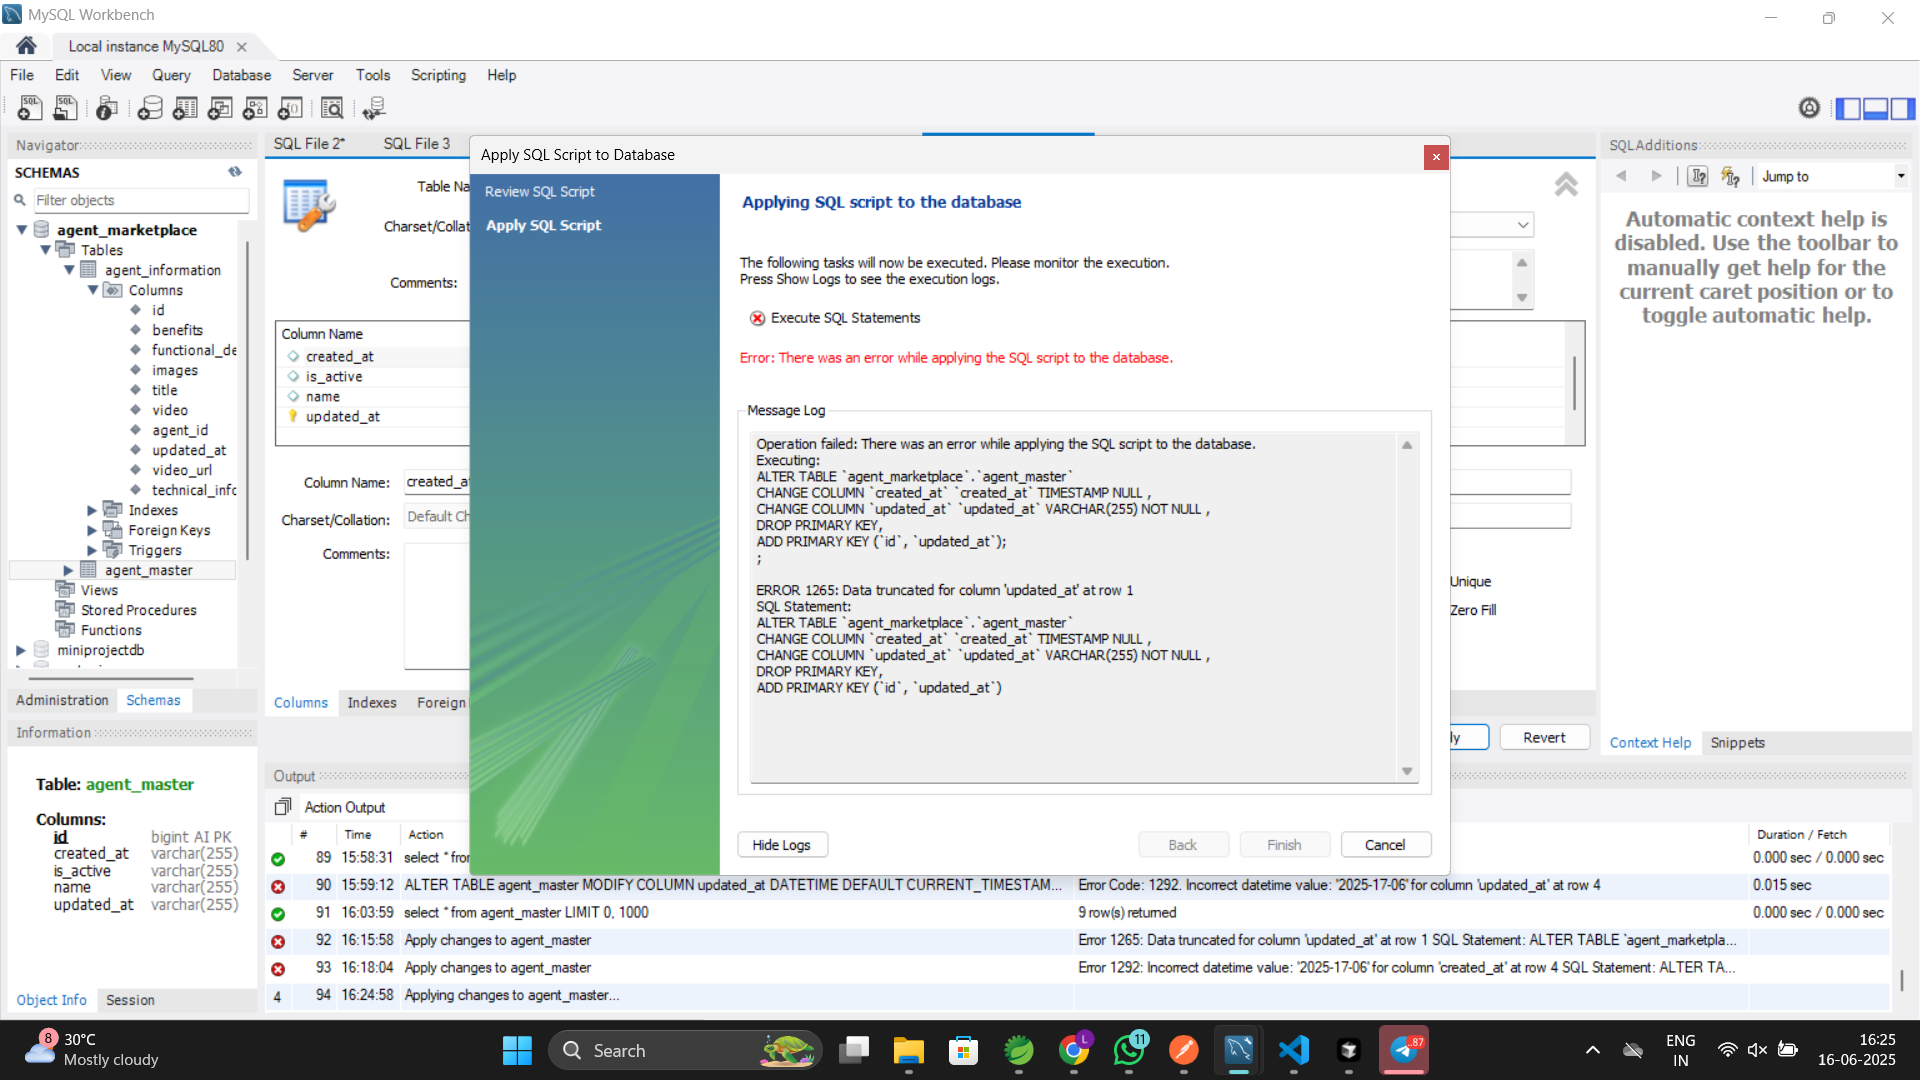 MySQL Workbench
Local instance MySQL80
File Edit View Query Database Server Tools Scripting Help
Navigator
SCHEMAS
Filter objects
agent_marketplace
Tables
agent_information
Columns
id
benefits
functional_de
images
title
video
agent_id
updated_at
video_url
technical_info
Indexes
Foreign Keys
Triggers
agent_master
Views
Stored Procedures
Functions
miniprojectdb
Administration Schemas
Information
Table: agent_master
Columns:
id bigint AI PK
created_at varchar(255)
is_active varchar(255)
name varchar(255)
updated_at varchar(255)
Object Info Session
SQL File 2* SQL File 3
Table Na
Charset/Collat
Comments:
Column Name
created_at
is_active
name
updated_at
Column Name: created_a
Charset/Collation: Default Ch
Comments:
Columns Indexes Foreign
Apply SQL Script to Database
Review SQL Script
Apply SQL Script
Applying SQL script to the database
The following tasks will now be executed. Please monitor the execution.
Press Show Logs to see the execution logs.
Execute SQL Statements
Error: There was an error while applying the SQL script to the database.
Message Log
Operation failed: There was an error while applying the SQL script to the database.
Executing:
ALTER TABLE `agent_marketplace`.`agent_master`
CHANGE COLUMN `created_at` `created_at` TIMESTAMP NULL ,
CHANGE COLUMN `updated_at` `updated_at` VARCHAR(255) NOT NULL ,
DROP PRIMARY KEY,
ADD PRIMARY KEY (`id`, `updated_at`);
;
ERROR 1265: Data truncated for column 'updated_at' at row 1
SQL Statement:
ALTER TABLE `agent_marketplace`.`agent_master`
CHANGE COLUMN `created_at` `created_at` TIMESTAMP NULL ,
CHANGE COLUMN `updated_at` `updated_at` VARCHAR(255) NOT NULL ,
DROP PRIMARY KEY,
ADD PRIMARY KEY (`id`, `updated_at`)
Hide Logs Back Finish Cancel
Unique
Zero Fill
ly Revert
SQLAdditions
Jump to
Automatic context help is
disabled. Use the toolbar to
manually get help for the
current caret position or to
toggle automatic help.
Context Help Snippets
Output
Action Output
# Time Action Duration / Fetch
89 15:58:31 select * from 0.000 sec / 0.000 sec
90 15:59:12 ALTER TABLE agent_master MODIFY COLUMN updated_at DATETIME DEFAULT CURRENT_TIMESTAM... Error Code: 1292. Incorrect datetime value: '2025-17-06' for column 'updated_at' at row 4 0.015 sec
91 16:03:59 select * from agent_master LIMIT 0, 1000 9 row(s) returned 0.000 sec / 0.000 sec
92 16:15:58 Apply changes to agent_master Error 1265: Data truncated for column 'updated_at' at row 1 SQL Statement: ALTER TABLE `agent_marketpla...
93 16:18:04 Apply changes to agent_master Error 1292: Incorrect datetime value: '2025-17-06' for column 'created_at' at row 4 SQL Statement: ALTER TA...
4 94 16:24:58 Applying changes to agent_master...
8
30°C
Mostly cloudy
Search
L
11
87
ENG
IN
16:25
16-06-2025